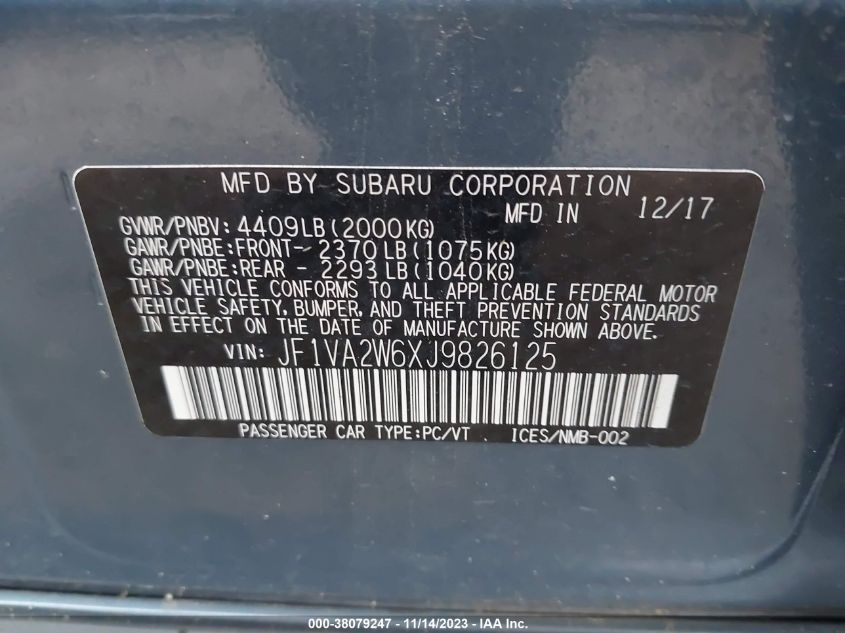 MFD BY SUBARU CORPORATION
MFD IN 12/17
GVWR/PNBV: 4409LB(2000KG)
GAWR/PNBE:FRONT- 2370LB(1075KG)
GAWR/PNBE:REAR - 2293LB(1040KG)
THIS VEHICLE CONFORMS TO ALL APPLICABLE FEDERAL MOTOR
VEHICLE SAFETY, BUMPER, AND THEFT PREVENTION STANDARDS
IN EFFECT ON THE DATE OF MANUFACTURE SHOWN ABOVE.
VIN: JF1VA2W6XJ9826125
PASSENGER CAR TYPE:PC/VT ICES/NMB-002
000-38079247 - 11/14/2023 - IAA Inc.